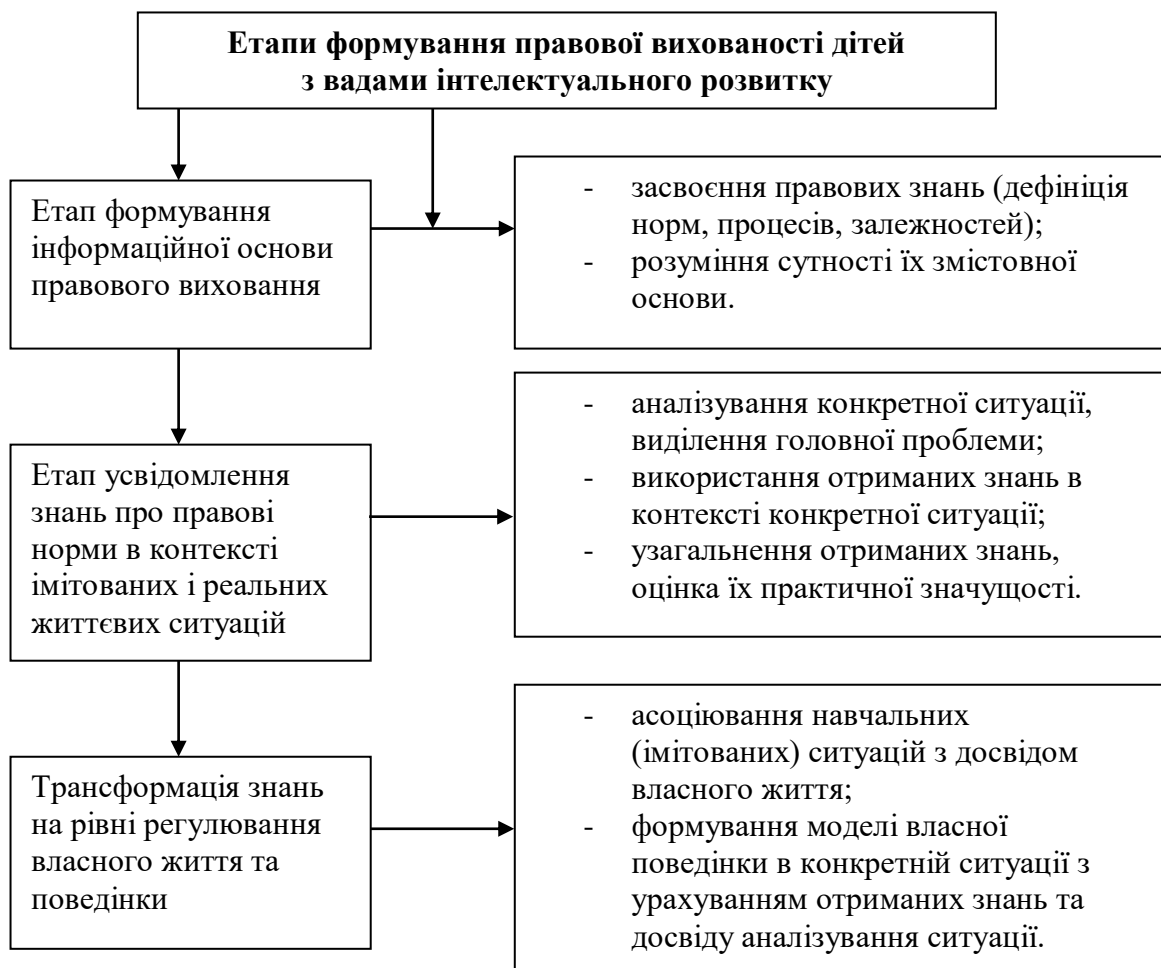 Етапи формування правової вихованості дітей
з вадами інтелектуального розвитку
Етап формування
інформаційної основи
правового виховання
- засвоєння правових знань (дефініція
норм, процесів, залежностей);
- розуміння сутності їх змістовної
основи.
Етап усвідомлення
знань про правові
норми в контексті
імітованих і реальних
життєвих ситуацій
- аналізування конкретної ситуації,
виділення головної проблеми;
- використання отриманих знань в
контексті конкретної ситуації;
- узагальнення отриманих знань,
оцінка їх практичної значущості.
Трансформація знань
на рівні регулювання
власного життя та
поведінки
- асоціювання навчальних
(імітованих) ситуацій з досвідом
власного життя;
- формування моделі власної
поведінки в конкретній ситуації з
урахуванням отриманих знань та
досвіду аналізування ситуації.